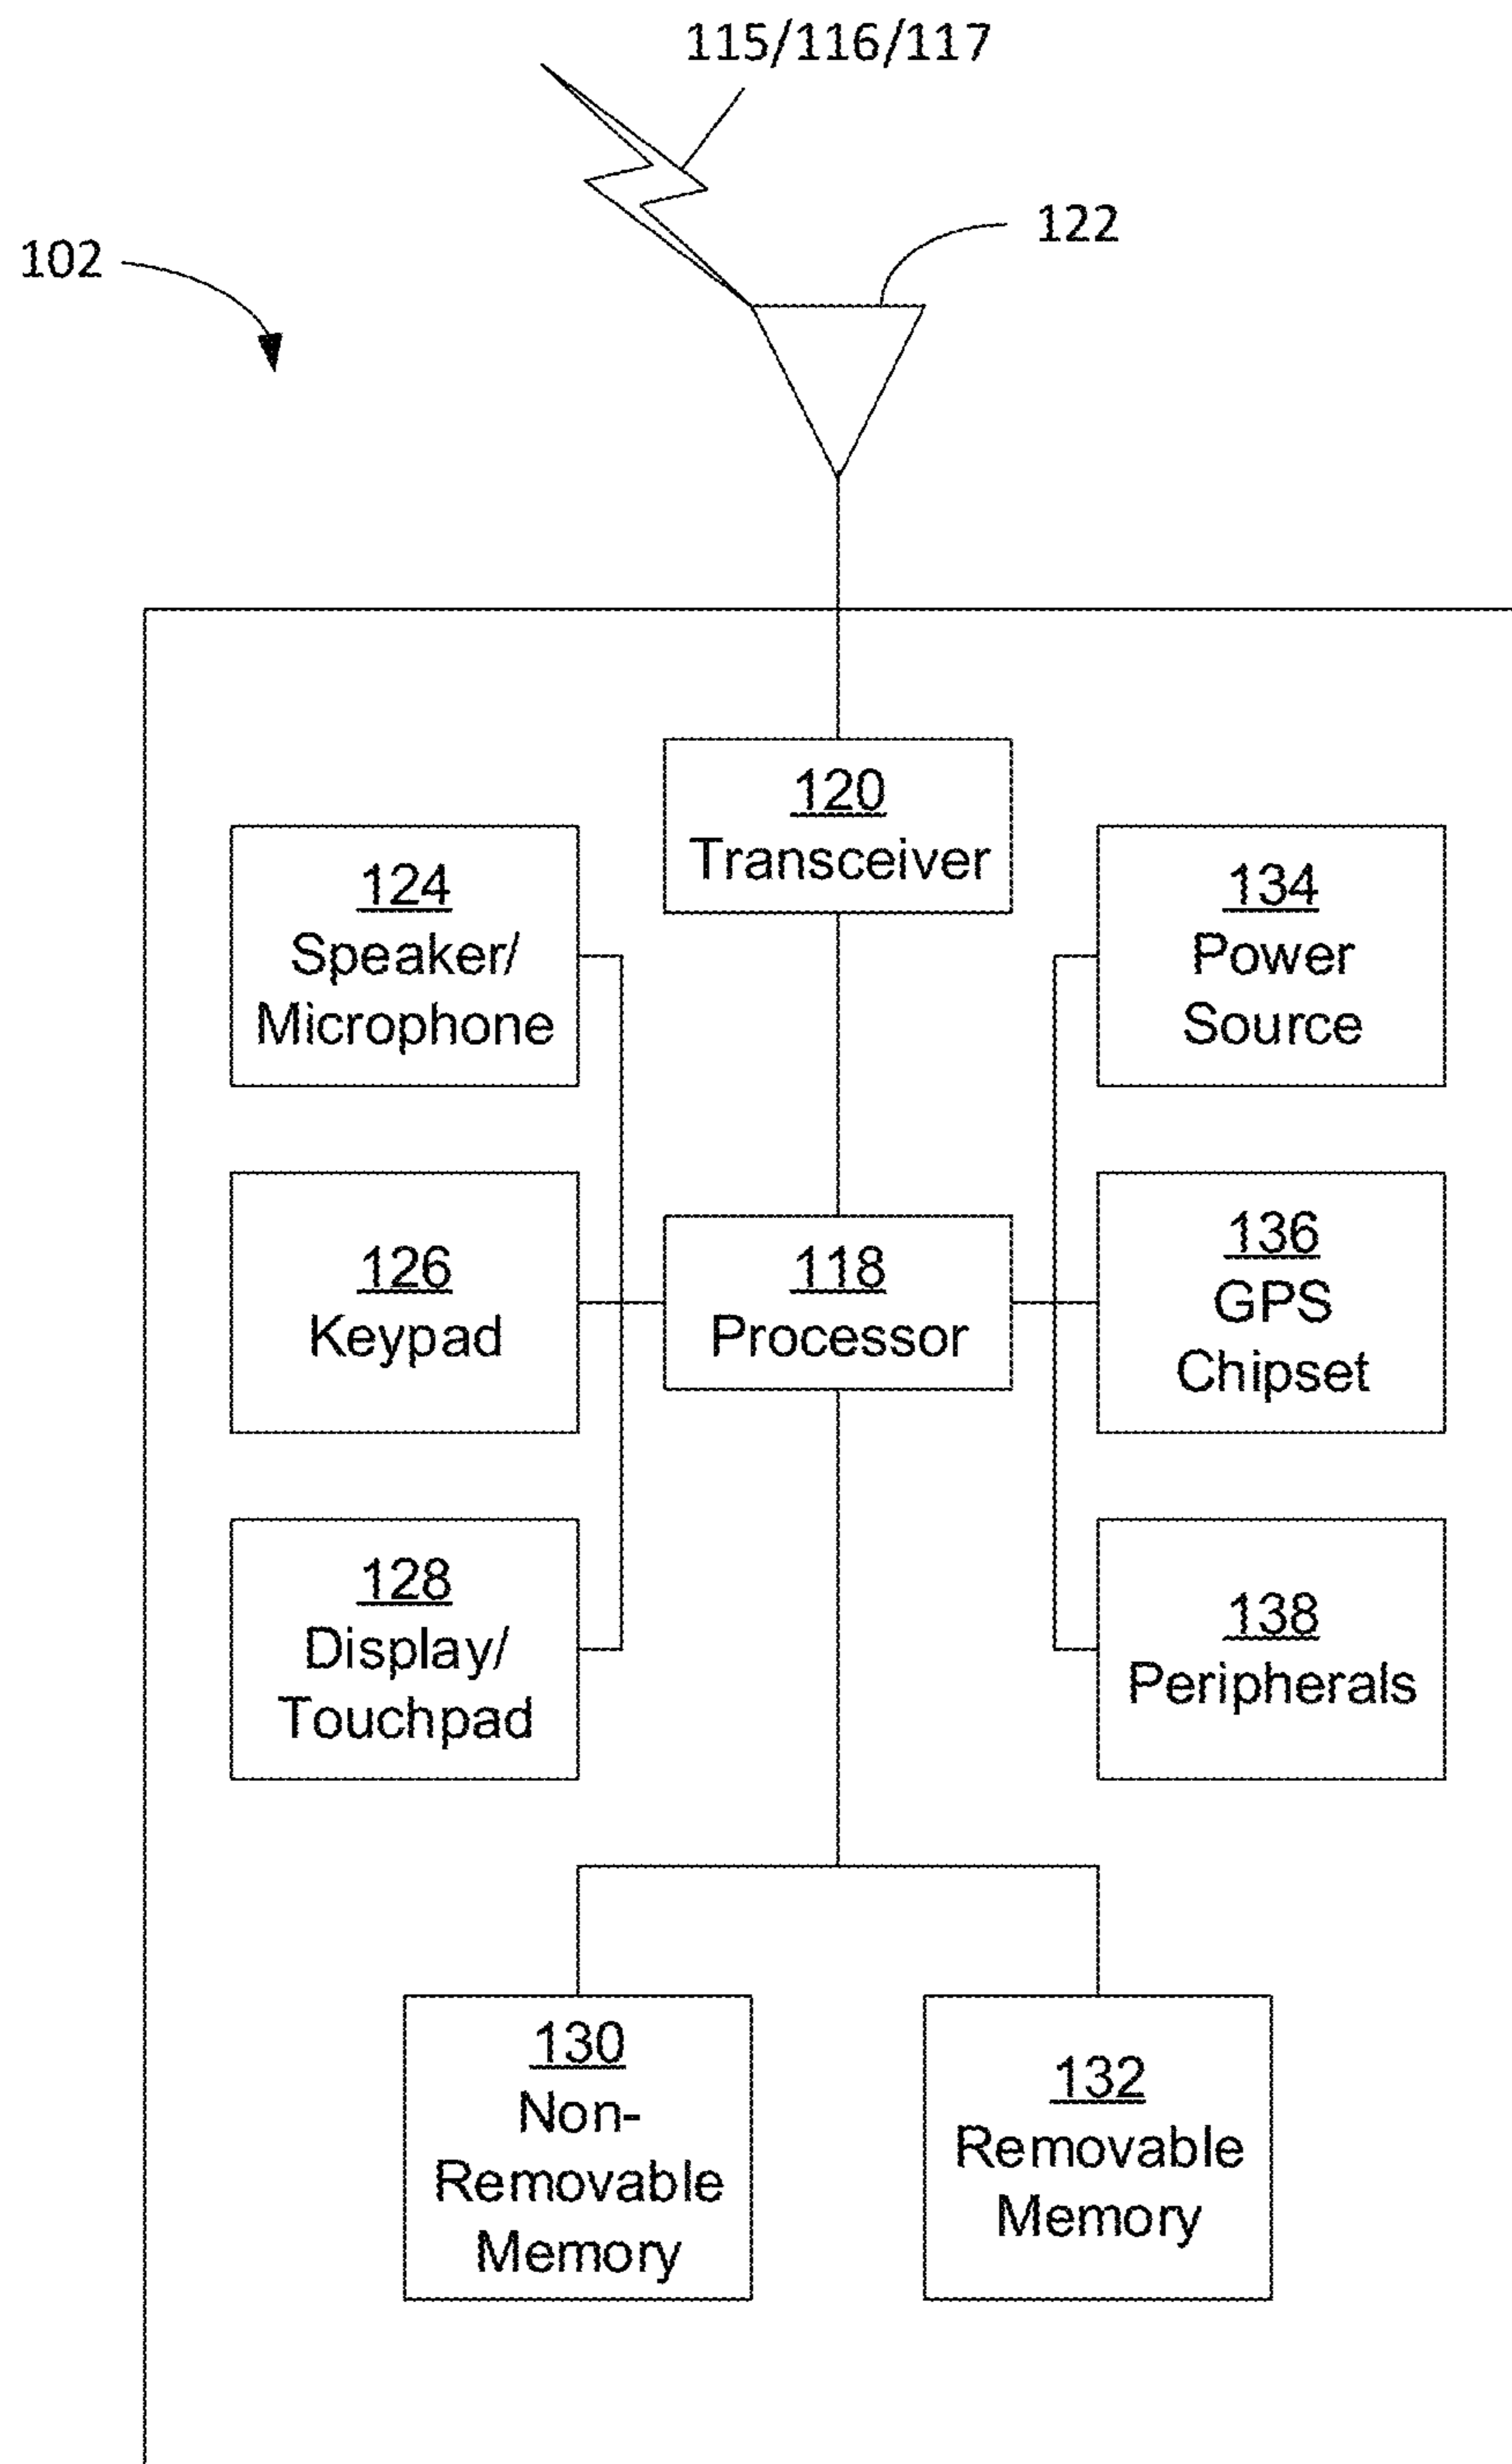 115/116/117
122
102
120
Transceiver
124
Speaker/
Microphone
134
Power
Source
126
Keypad
118
Processor
136
GPS
Chipset
128
Display/
Touchpad
138
Peripherals
130
Non-
Removable
Memory
132
Removable
Memory